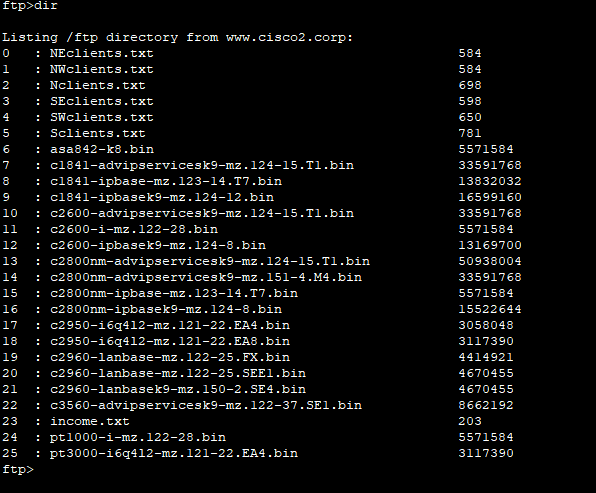 ftp>dir
Listing /ftp directory from www.cisco2.corp:
0 : NEclients.txt 584
1 : NWclients.txt 584
2 : Nclients.txt 698
3 : SEclients.txt 598
4 : SWclients.txt 650
5 : Sclients.txt 781
6 : asa842-k8.bin 5571584
7 : c1841-advipservicesk9-mz.124-15.T1.bin 33591768
8 : c1841-ipbase-mz.123-14.T7.bin 13832032
9 : c1841-ipbasek9-mz.124-12.bin 16599160
10 : c2600-advipservicesk9-mz.124-15.T1.bin 33591768
11 : c2600-i-mz.122-28.bin 5571584
12 : c2600-ipbasek9-mz.124-8.bin 13169700
13 : c2800nm-advipservicesk9-mz.124-15.T1.bin 50938004
14 : c2800nm-advipservicesk9-mz.151-4.M4.bin 33591768
15 : c2800nm-ipbase-mz.123-14.T7.bin 5571584
16 : c2800nm-ipbasek9-mz.124-8.bin 15522644
17 : c2950-i6q4l2-mz.121-22.EA4.bin 3058048
18 : c2950-i6q4l2-mz.121-22.EA8.bin 3117390
19 : c2960-lanbase-mz.122-25.FX.bin 4414921
20 : c2960-lanbase-mz.122-25.SEE1.bin 4670455
21 : c2960-lanbasek9-mz.150-2.SE4.bin 4670455
22 : c3560-advipservicesk9-mz.122-37.SE1.bin 8662192
23 : income.txt 203
24 : pt1000-i-mz.122-28.bin 5571584
25 : pt3000-i6q4l2-mz.121-22.EA4.bin 3117390
ftp>